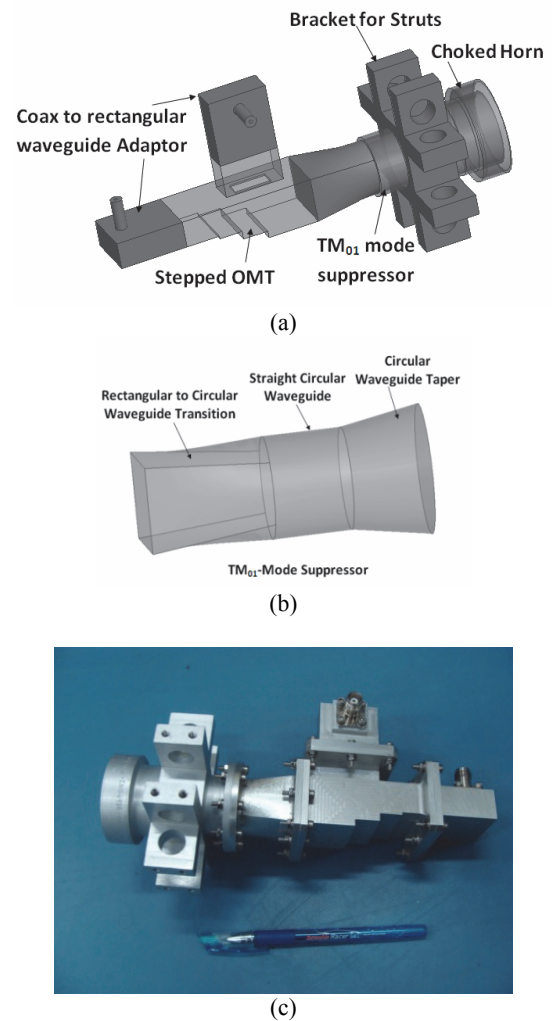 Bracket for Struts
Choked Horn
Coax to rectangular
waveguide Adaptor
TM01 mode
suppressor
Stepped OMT
(a)
Circular
Waveguide Taper
Straight Circular
Waveguide
Rectangular to Circular
Waveguide Transition
TM01-Mode Suppressor
(b)
(c)